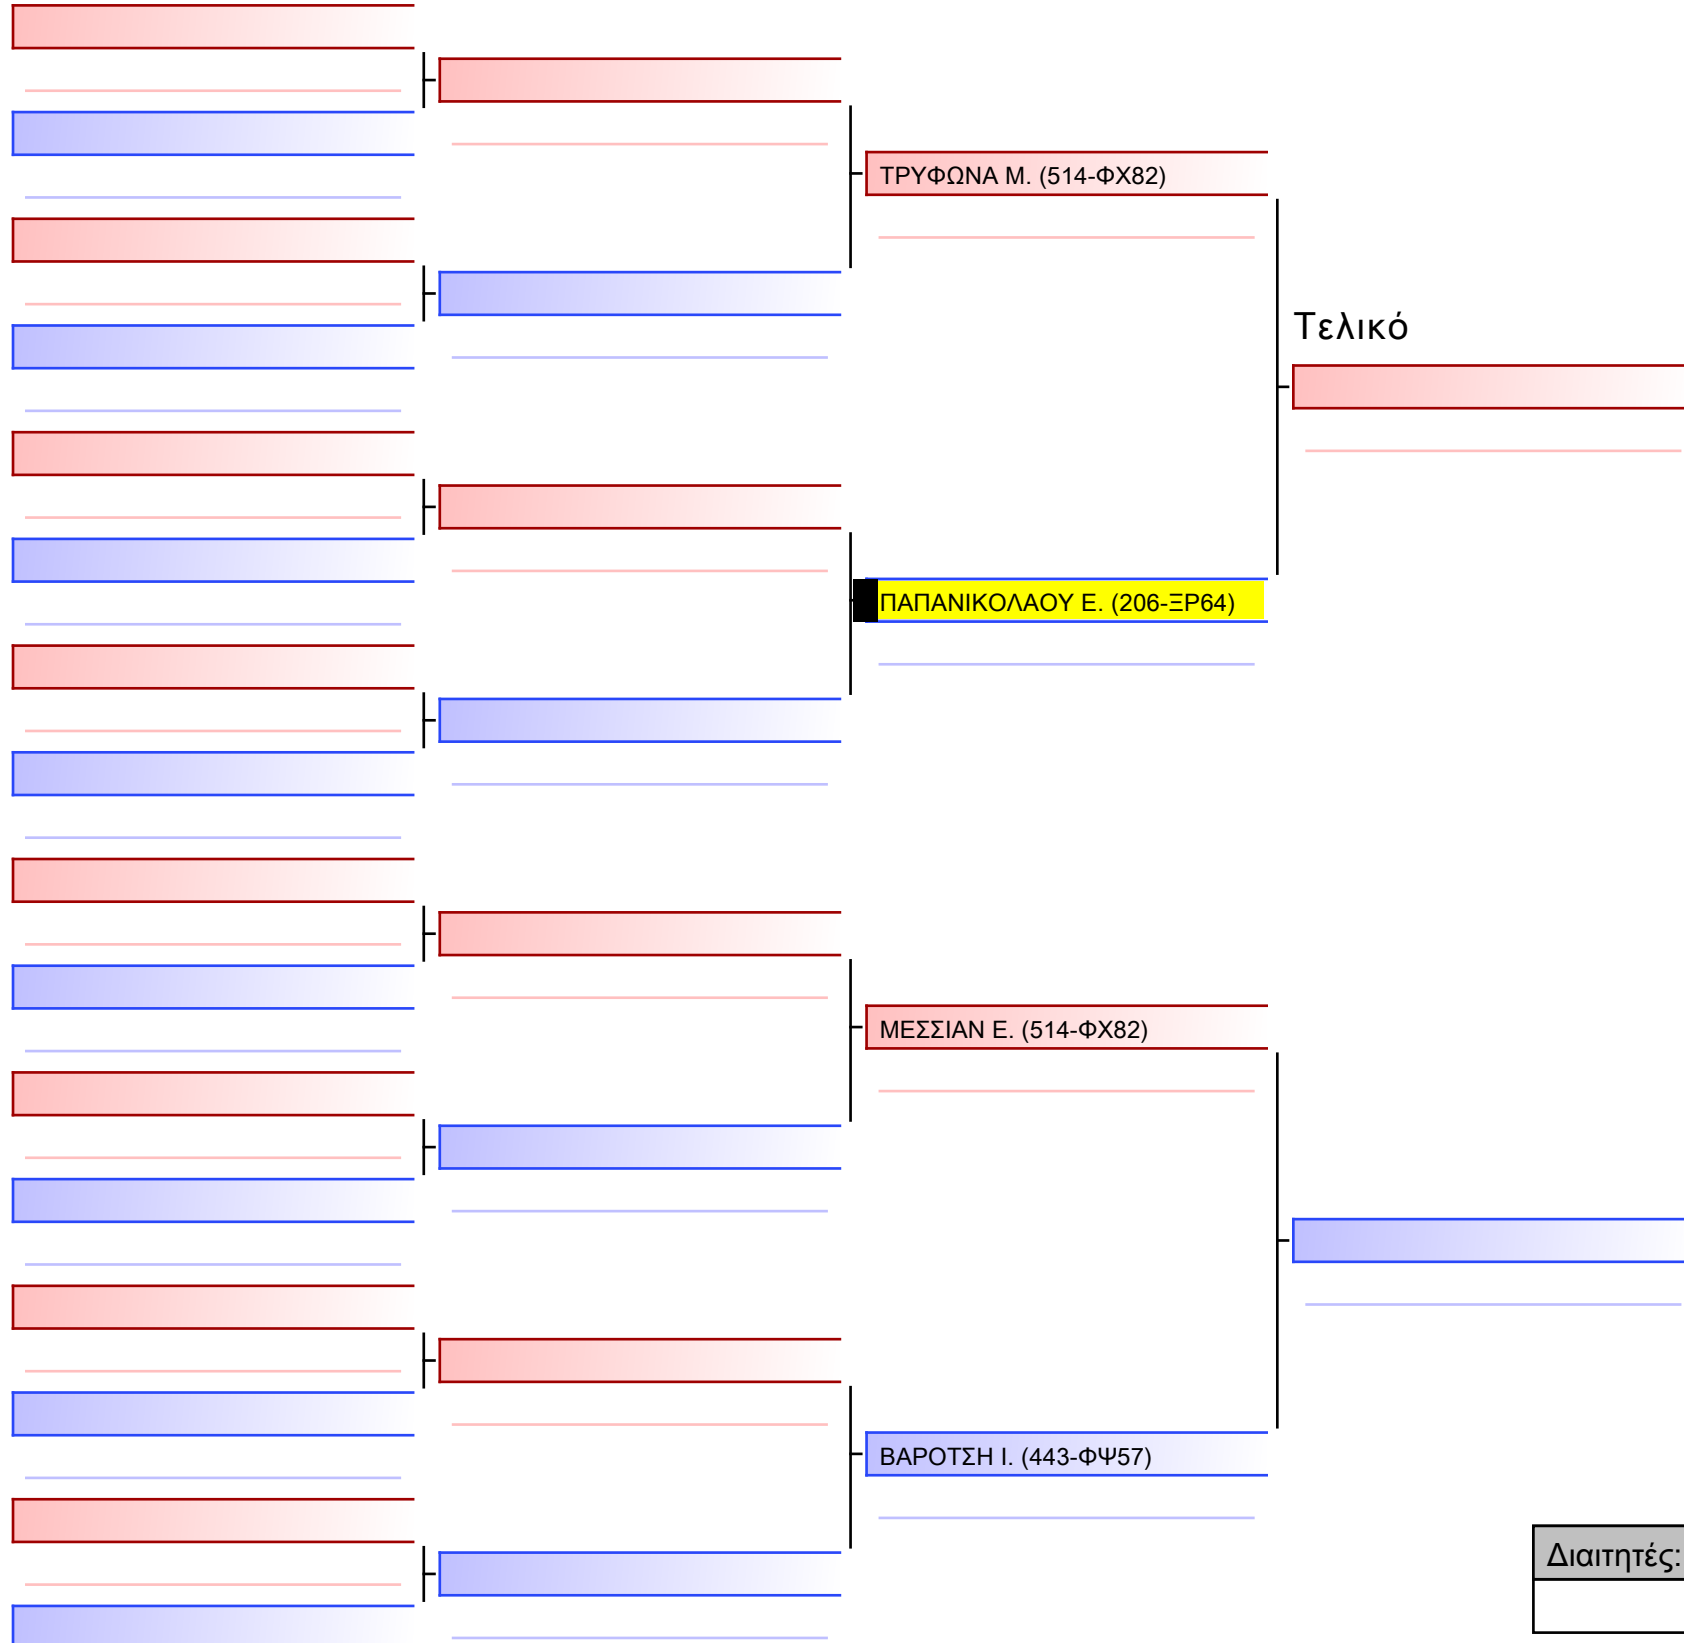 ΤΡΥΦΩΝΑ Μ. (514-ΦΧ82)
Τελικό
ΠΑΠΑΝΙΚΟΛΑΟΥ Ε. (206-ΞΡ64)
ΜΕΣΣΙΑΝ Ε. (514-ΦΧ82)
ΒΑΡΟΤΣΗ Ι. (443-ΦΨ57)
Διαιτητές: